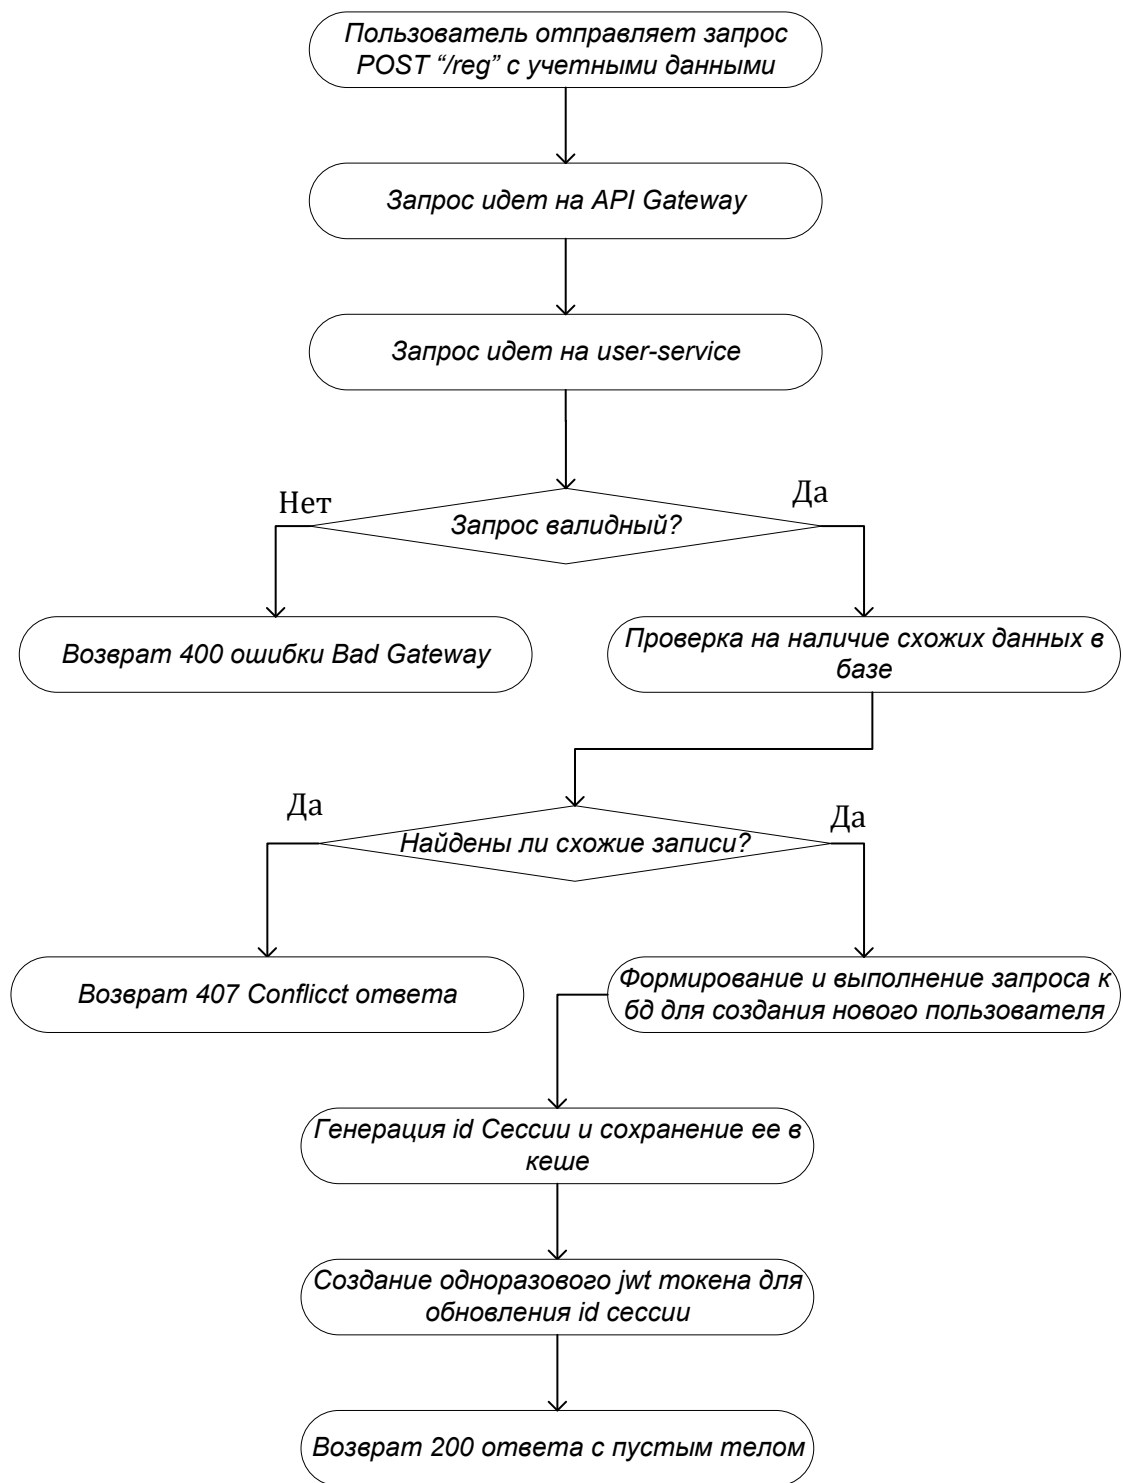 Пользователь отправляет запрос
POST “/reg” с учетными данными
Запрос идет на API Gateway
Запрос идет на user-service
Нет
Да
Запрос валидный?
Возврат 400 ошибки Bad Gateway
Проверка на наличие схожих данных в
базе
Да
Да
Найдены ли схожие записи?
Возврат 407 Conflicct ответа
Формирование и выполнение запроса к
бд для создания нового пользователя
Генерация id Сессии и сохранение ее в
кеше
Создание одноразового jwt токена для
обновления id сессии
Возврат 200 ответа с пустым телом